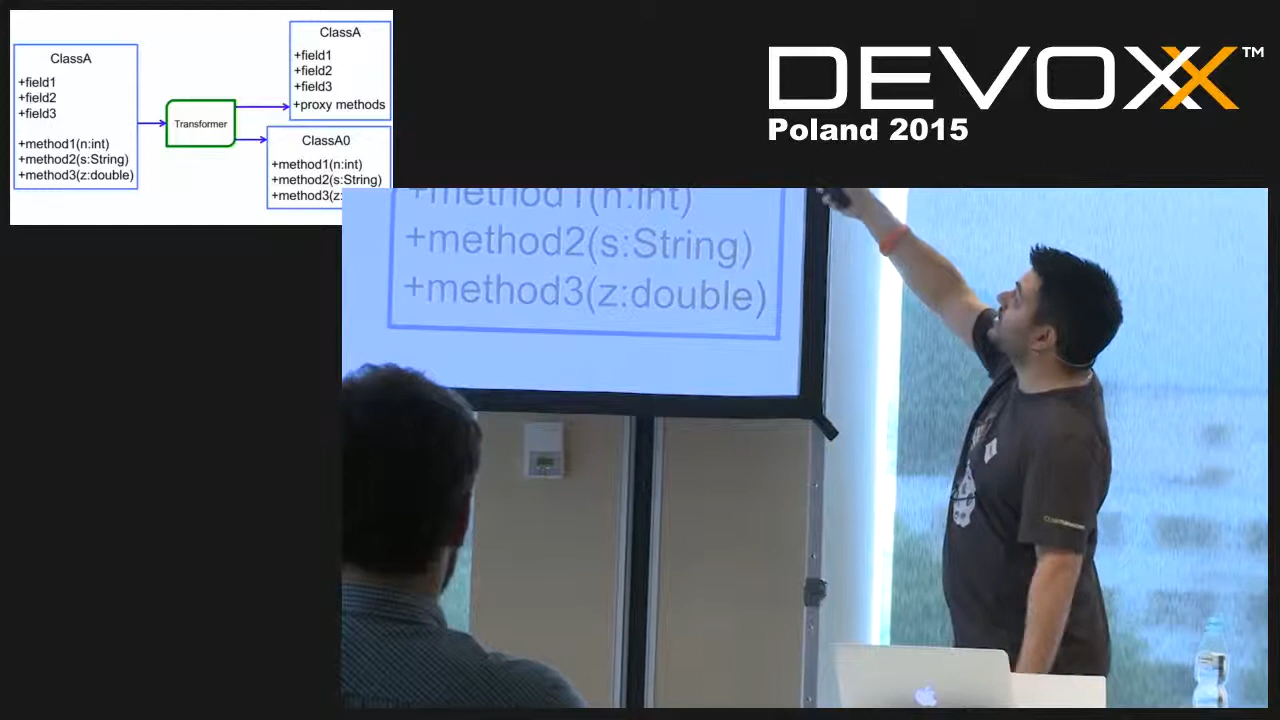 ClassA
+field1
+field2
+field3
+method1(n:int)
+method2(s:String)
+method3(z:double)
Transformer
ClassA
+field1
+field2
+field3
+proxy methods
ClassA0
+method1(n:int)
+method2(s:String)
+method3(z:
DEVOXX™
Poland 2015
+method1(n:int)
+method2(s:String)
+method3(z:double)